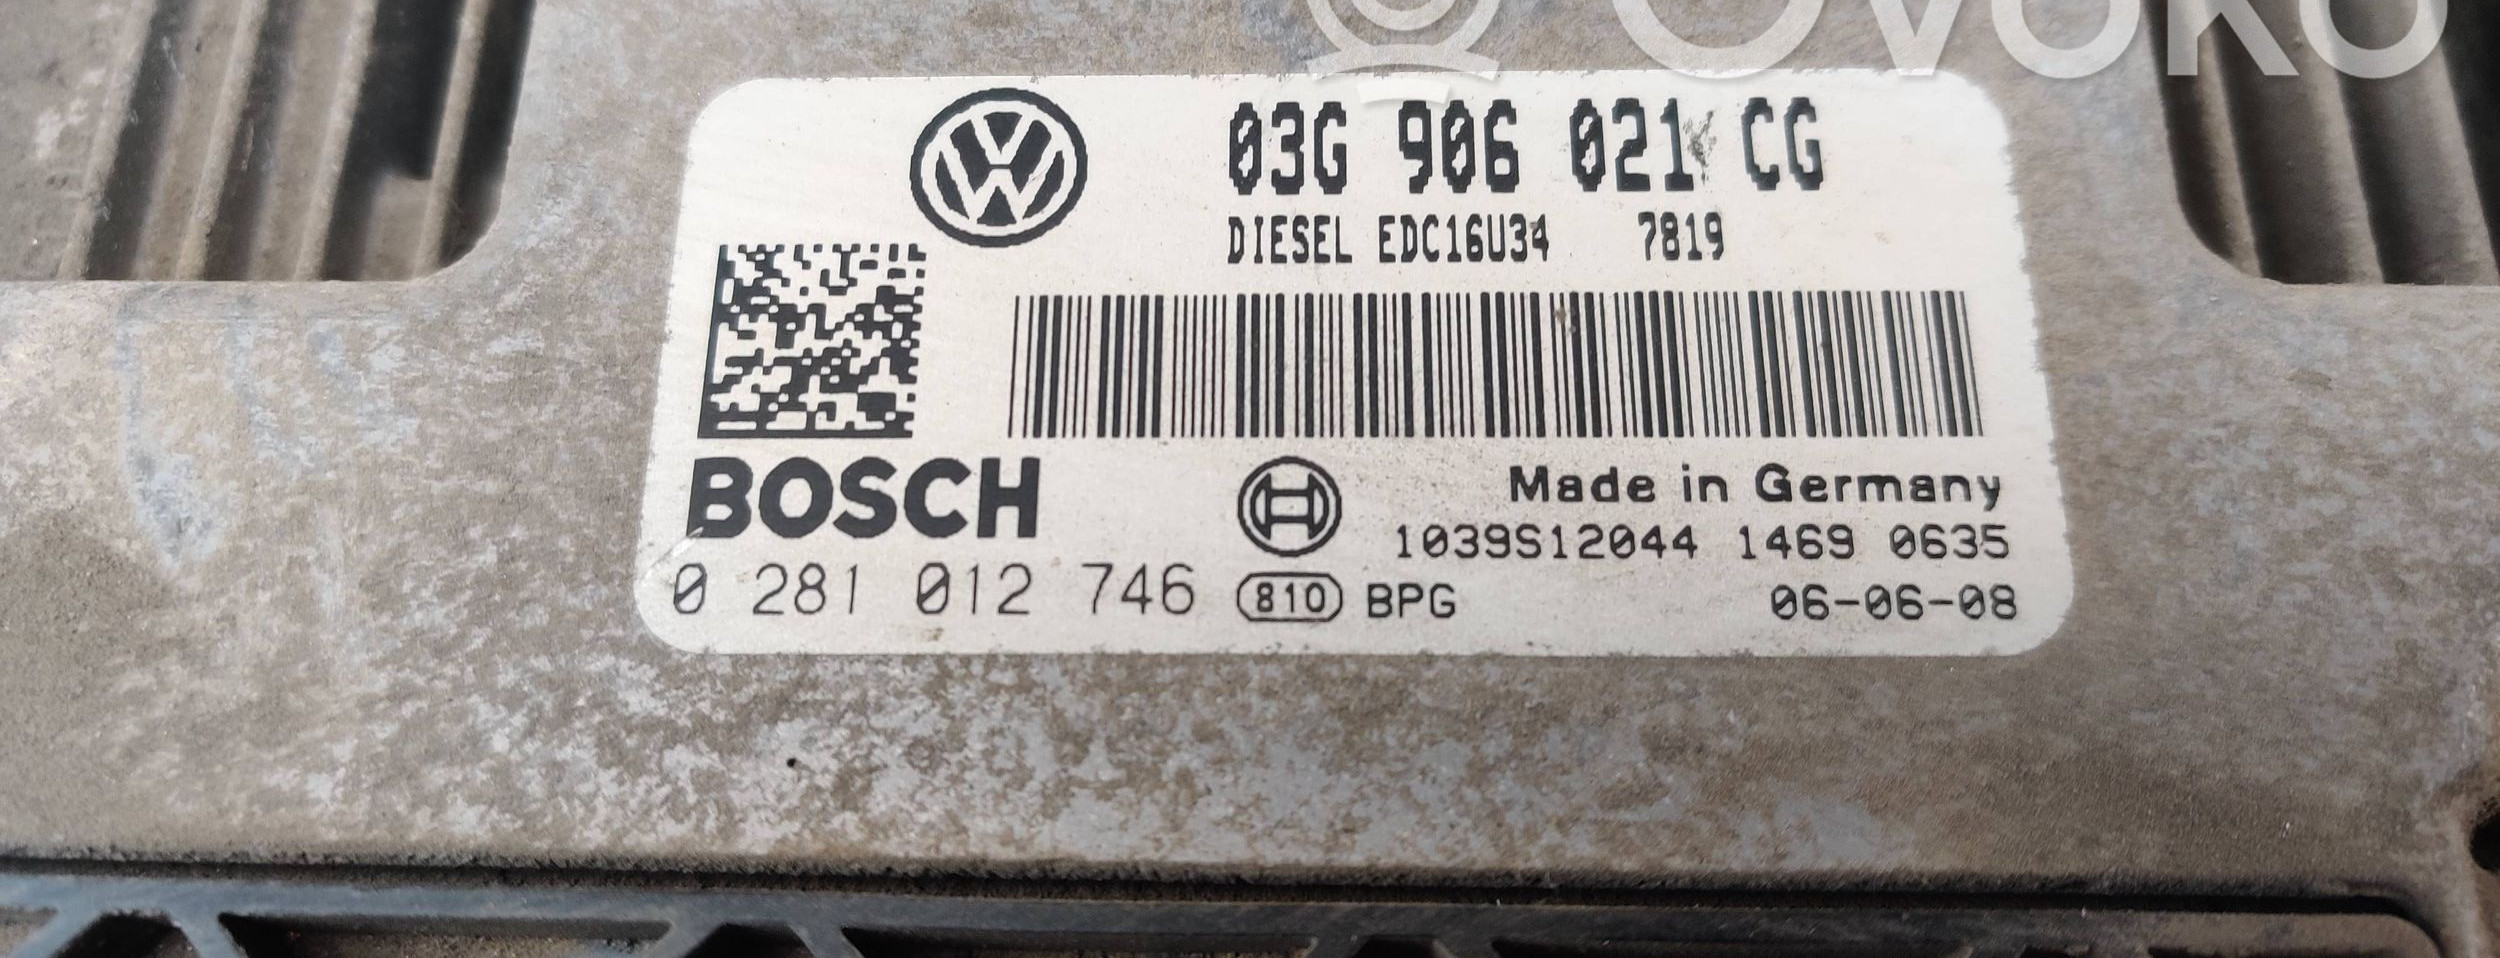 OVOKO
03G 906 021 CG
DIESEL EDC16U34 7819
BOSCH
Made in Germany
1039S12044 1469 0635
0 281 012 746 810 BPG 06-06-08